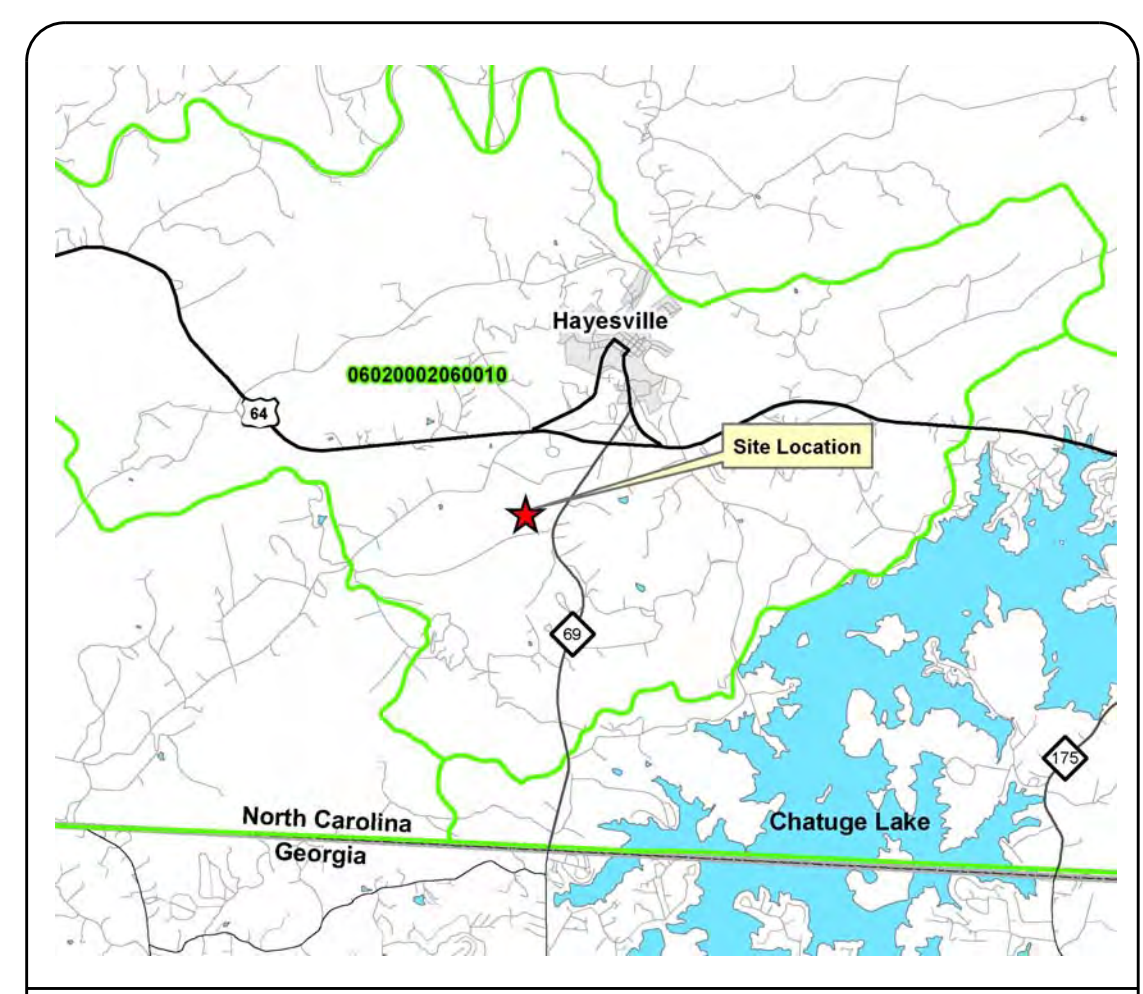 Hayesville
06020002060010
64
Site Location
69
175
North Carolina
Chatuge Lake
Georgia